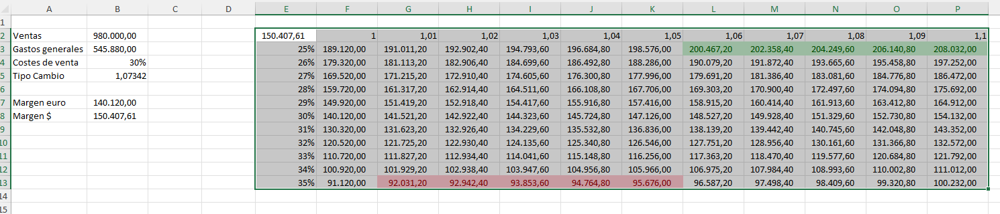 A B C D E F G H I J K L M N O P
1
2 Ventas 980.000,00 150.407,61 1 1,01 1,02 1,03 1,04 1,05 1,06 1,07 1,08 1,09 1,1
3 Gastos generales 545.880,00 25% 189.120,00 191.011,20 192.902,40 194.793,60 196.684,80 198.576,00 200.467,20 202.358,40 204.249,60 206.140,80 208.032,00
4 Costes de venta 30% 26% 179.320,00 181.113,20 182.906,40 184.699,60 186.492,80 188.286,00 190.079,20 191.872,40 193.665,60 195.458,80 197.252,00
5 Tipo Cambio 1,07342 27% 169.520,00 171.215,20 172.910,40 174.605,60 176.300,80 177.996,00 179.691,20 181.386,40 183.081,60 184.776,80 186.472,00
6 28% 159.720,00 161.317,20 162.914,40 164.511,60 166.108,80 167.706,00 169.303,20 170.900,40 172.497,60 174.094,80 175.692,00
7 Margen euro 140.120,00 29% 149.920,00 151.419,20 152.918,40 154.417,60 155.916,80 157.416,00 158.915,20 160.414,40 161.913,60 163.412,80 164.912,00
8 Margen $ 150.407,61 30% 140.120,00 141.521,20 142.922,40 144.323,60 145.724,80 147.126,00 148.527,20 149.928,40 151.329,60 152.730,80 154.132,00
9 31% 130.320,00 131.623,20 132.926,40 134.229,60 135.532,80 136.836,00 138.139,20 139.442,40 140.745,60 142.048,80 143.352,00
10 32% 120.520,00 121.725,20 122.930,40 124.135,60 125.340,80 126.546,00 127.751,20 128.956,40 130.161,60 131.366,80 132.572,00
11 33% 110.720,00 111.827,20 112.934,40 114.041,60 115.148,80 116.256,00 117.363,20 118.470,40 119.577,60 120.684,80 121.792,00
12 34% 100.920,00 101.929,20 102.938,40 103.947,60 104.956,80 105.966,00 106.975,20 107.984,40 108.993,60 110.002,80 111.012,00
13 35% 91.120,00 92.031,20 92.942,40 93.853,60 94.764,80 95.676,00 96.587,20 97.498,40 98.409,60 99.320,80 100.232,00
14
15